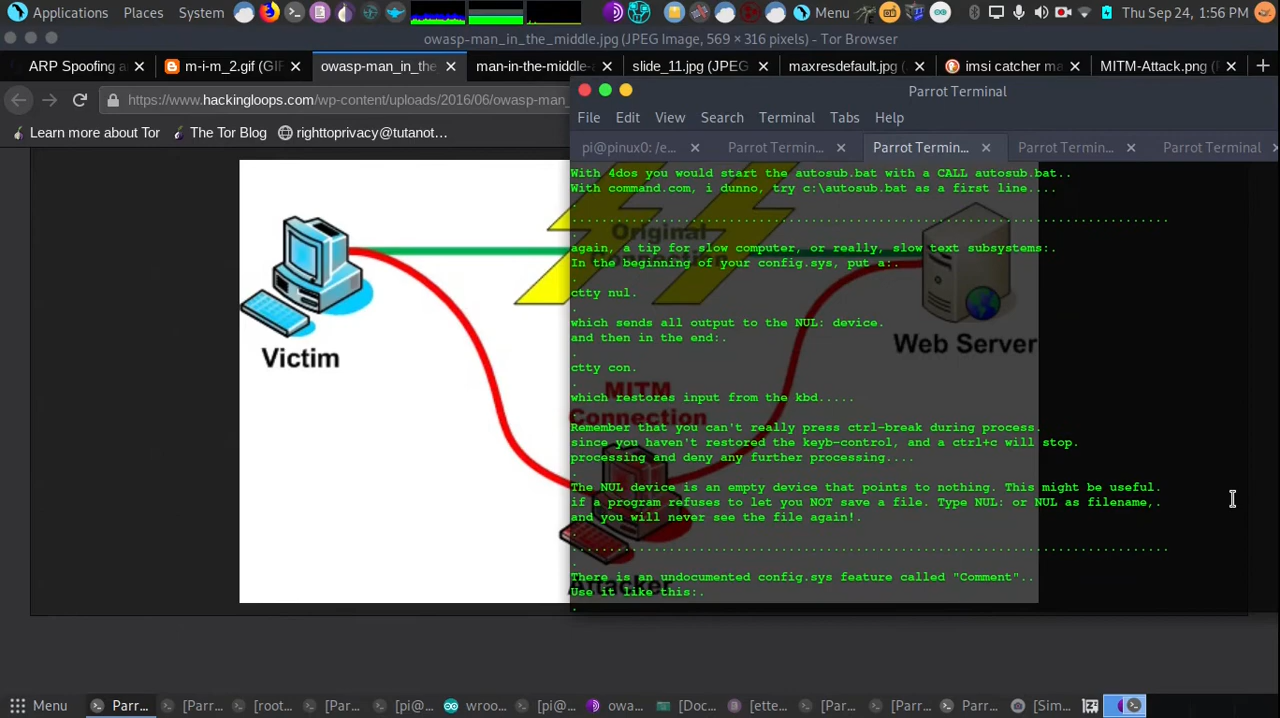 Applications Places System Menu Thu Sep 24, 1:56 PM
owasp-man_in_the_middle.jpg (JPEG Image, 569 × 316 pixels) - Tor Browser
ARP Spoofing a m-i-m_2.gif (GIF owasp-man_in_the_ man-in-the-middle- slide_11.jpg (JPEG maxresdefault.jpg ( imsi catcher ma MITM-Attack.png (
https://www.hackingloops.com/wp-content/uploads/2016/06/owasp-man_
Learn more about Tor The Tor Blog righttoprivacy@tutanot…
Parrot Terminal
File Edit View Search Terminal Tabs Help
pi@pinux0: /e... Parrot Termin... Parrot Termin... Parrot Termin... Parrot Terminal
Victim
Original
Connection
Web Server
MITM
Connection
Attacker
With 4dos you would start the autosub.bat with a CALL autosub.bat..
With command.com, i dunno, try c:\autosub.bat as a first line....
.
................................................................................
.
again, a tip for slow computer, or really, slow text subsystems:.
In the beginning of your config.sys, put a:.
.
ctty nul.
.
which sends all output to the NUL: device.
and then in the end:.
.
ctty con.
.
which restores input from the kbd.....
.
Remember that you can't really press ctrl-break during process.
since you haven't restored the keyb-control, and a ctrl+c will stop.
processing and deny any further processing....
.
The NUL device is an empty device that points to nothing. This might be useful.
if a program refuses to let you NOT save a file. Type NUL: or NUL as filename,.
and you will never see the file again!.
.
................................................................................
.
There is an undocumented config.sys feature called "Comment"..
Use it like this:.
.
Menu Parr... [Parr... [root... [Par... [pi@... wroo... [pi@... owa... [Doc... [ette... [Par... [Parr... Parr... [Sim...